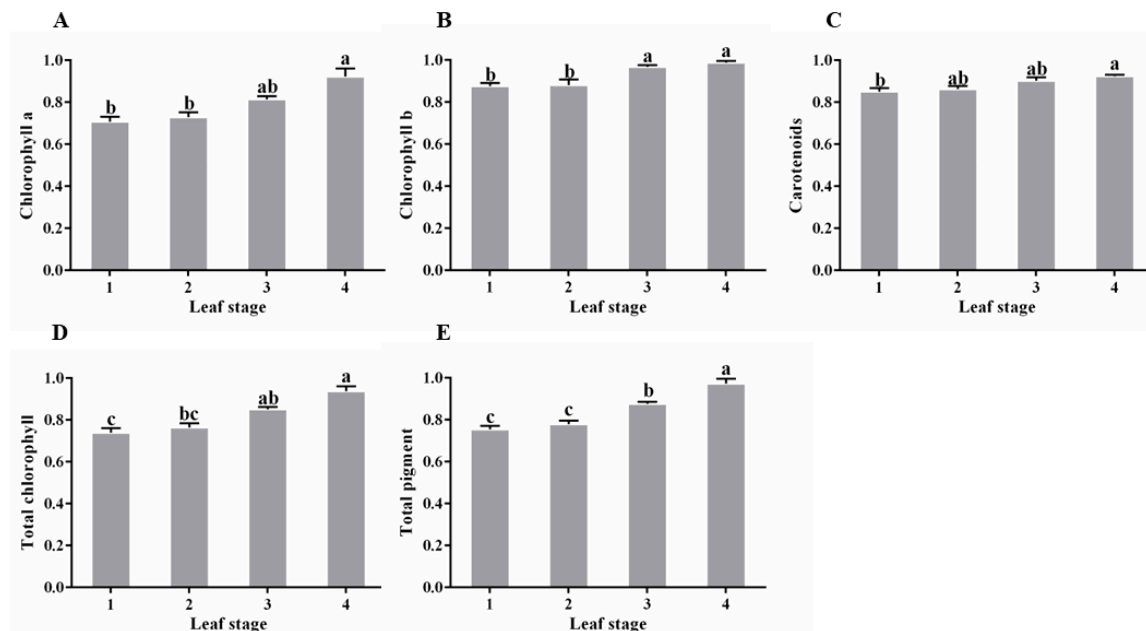 A
Chlorophyll a
1.0
0.8
0.6
0.4
0.2
0.0
b
b
ab
a
1 2 3 4
Leaf stage
B
Chlorophyll b
1.0
0.8
0.6
0.4
0.2
0.0
b
b
a
a
1 2 3 4
Leaf stage
C
Carotenoids
1.0
0.8
0.6
0.4
0.2
0.0
b
ab
ab
a
1 2 3 4
Leaf stage
D
Total chlorophyll
1.0
0.8
0.6
0.4
0.2
0.0
c
bc
ab
a
1 2 3 4
Leaf stage
E
Total pigment
1.0
0.8
0.6
0.4
0.2
0.0
c
c
b
a
1 2 3 4
Leaf stage